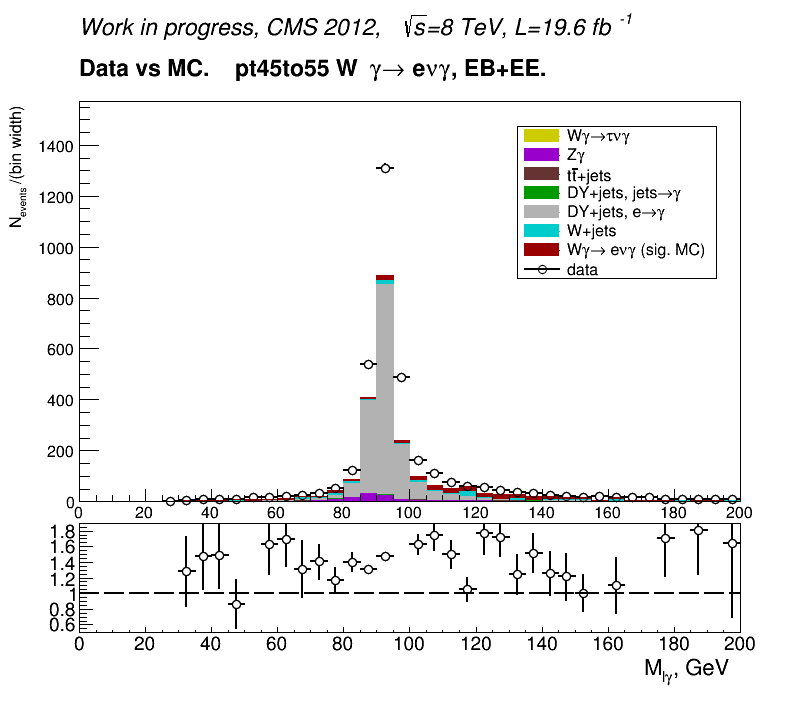 Work in progress, CMS 2012, √s=8 TeV, L=19.6 fb -1
Data vs MC. pt45to55 W γ→ eνγ, EB+EE.
N events /(bin width)
1400
1200
1000
800
600
400
200
0
Wγ→τνγ
Zγ
tt̅+jets
DY+jets, jets→γ
DY+jets, e→γ
W+jets
Wγ→ eνγ (sig. MC)
data
0 20 40 60 80 100 120 140 160 180 200
1.8
1.6
1.4
1.2
1
0.8
0.6
0 20 40 60 80 100 120 140 160 180 200
M lγ, GeV